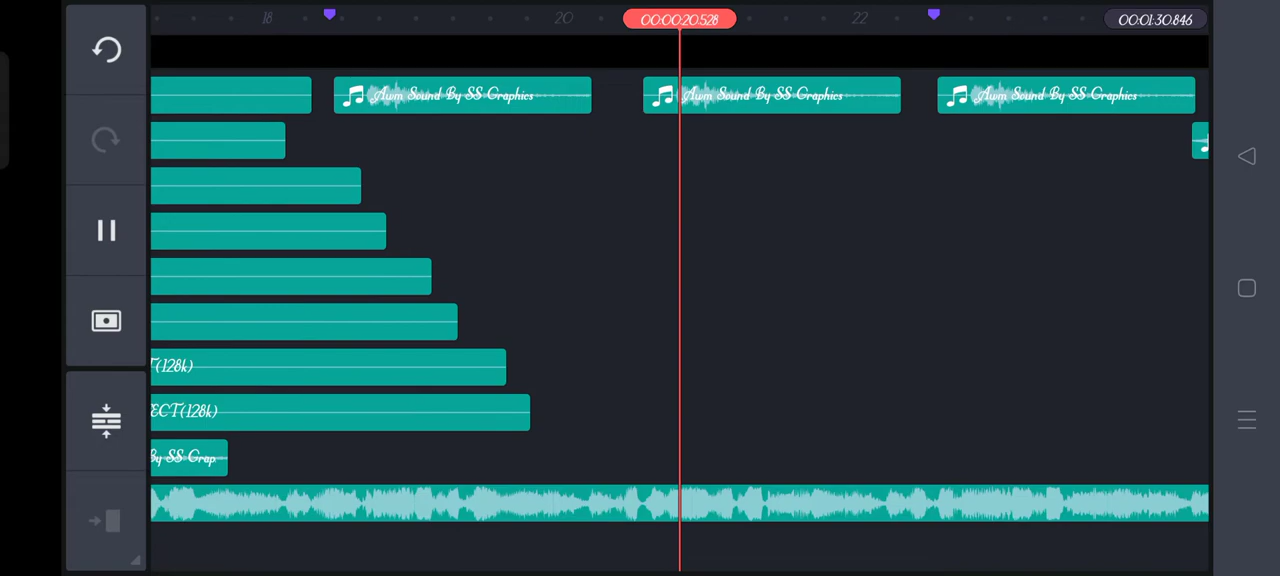 18
20
00:00:20.528
22
00:01:30.846
Awm Sound By SS Graphics
Awm Sound By SS Graphics
Awm Sound By SS Graphics
T(128k)
ECT(128k)
By SS Grap